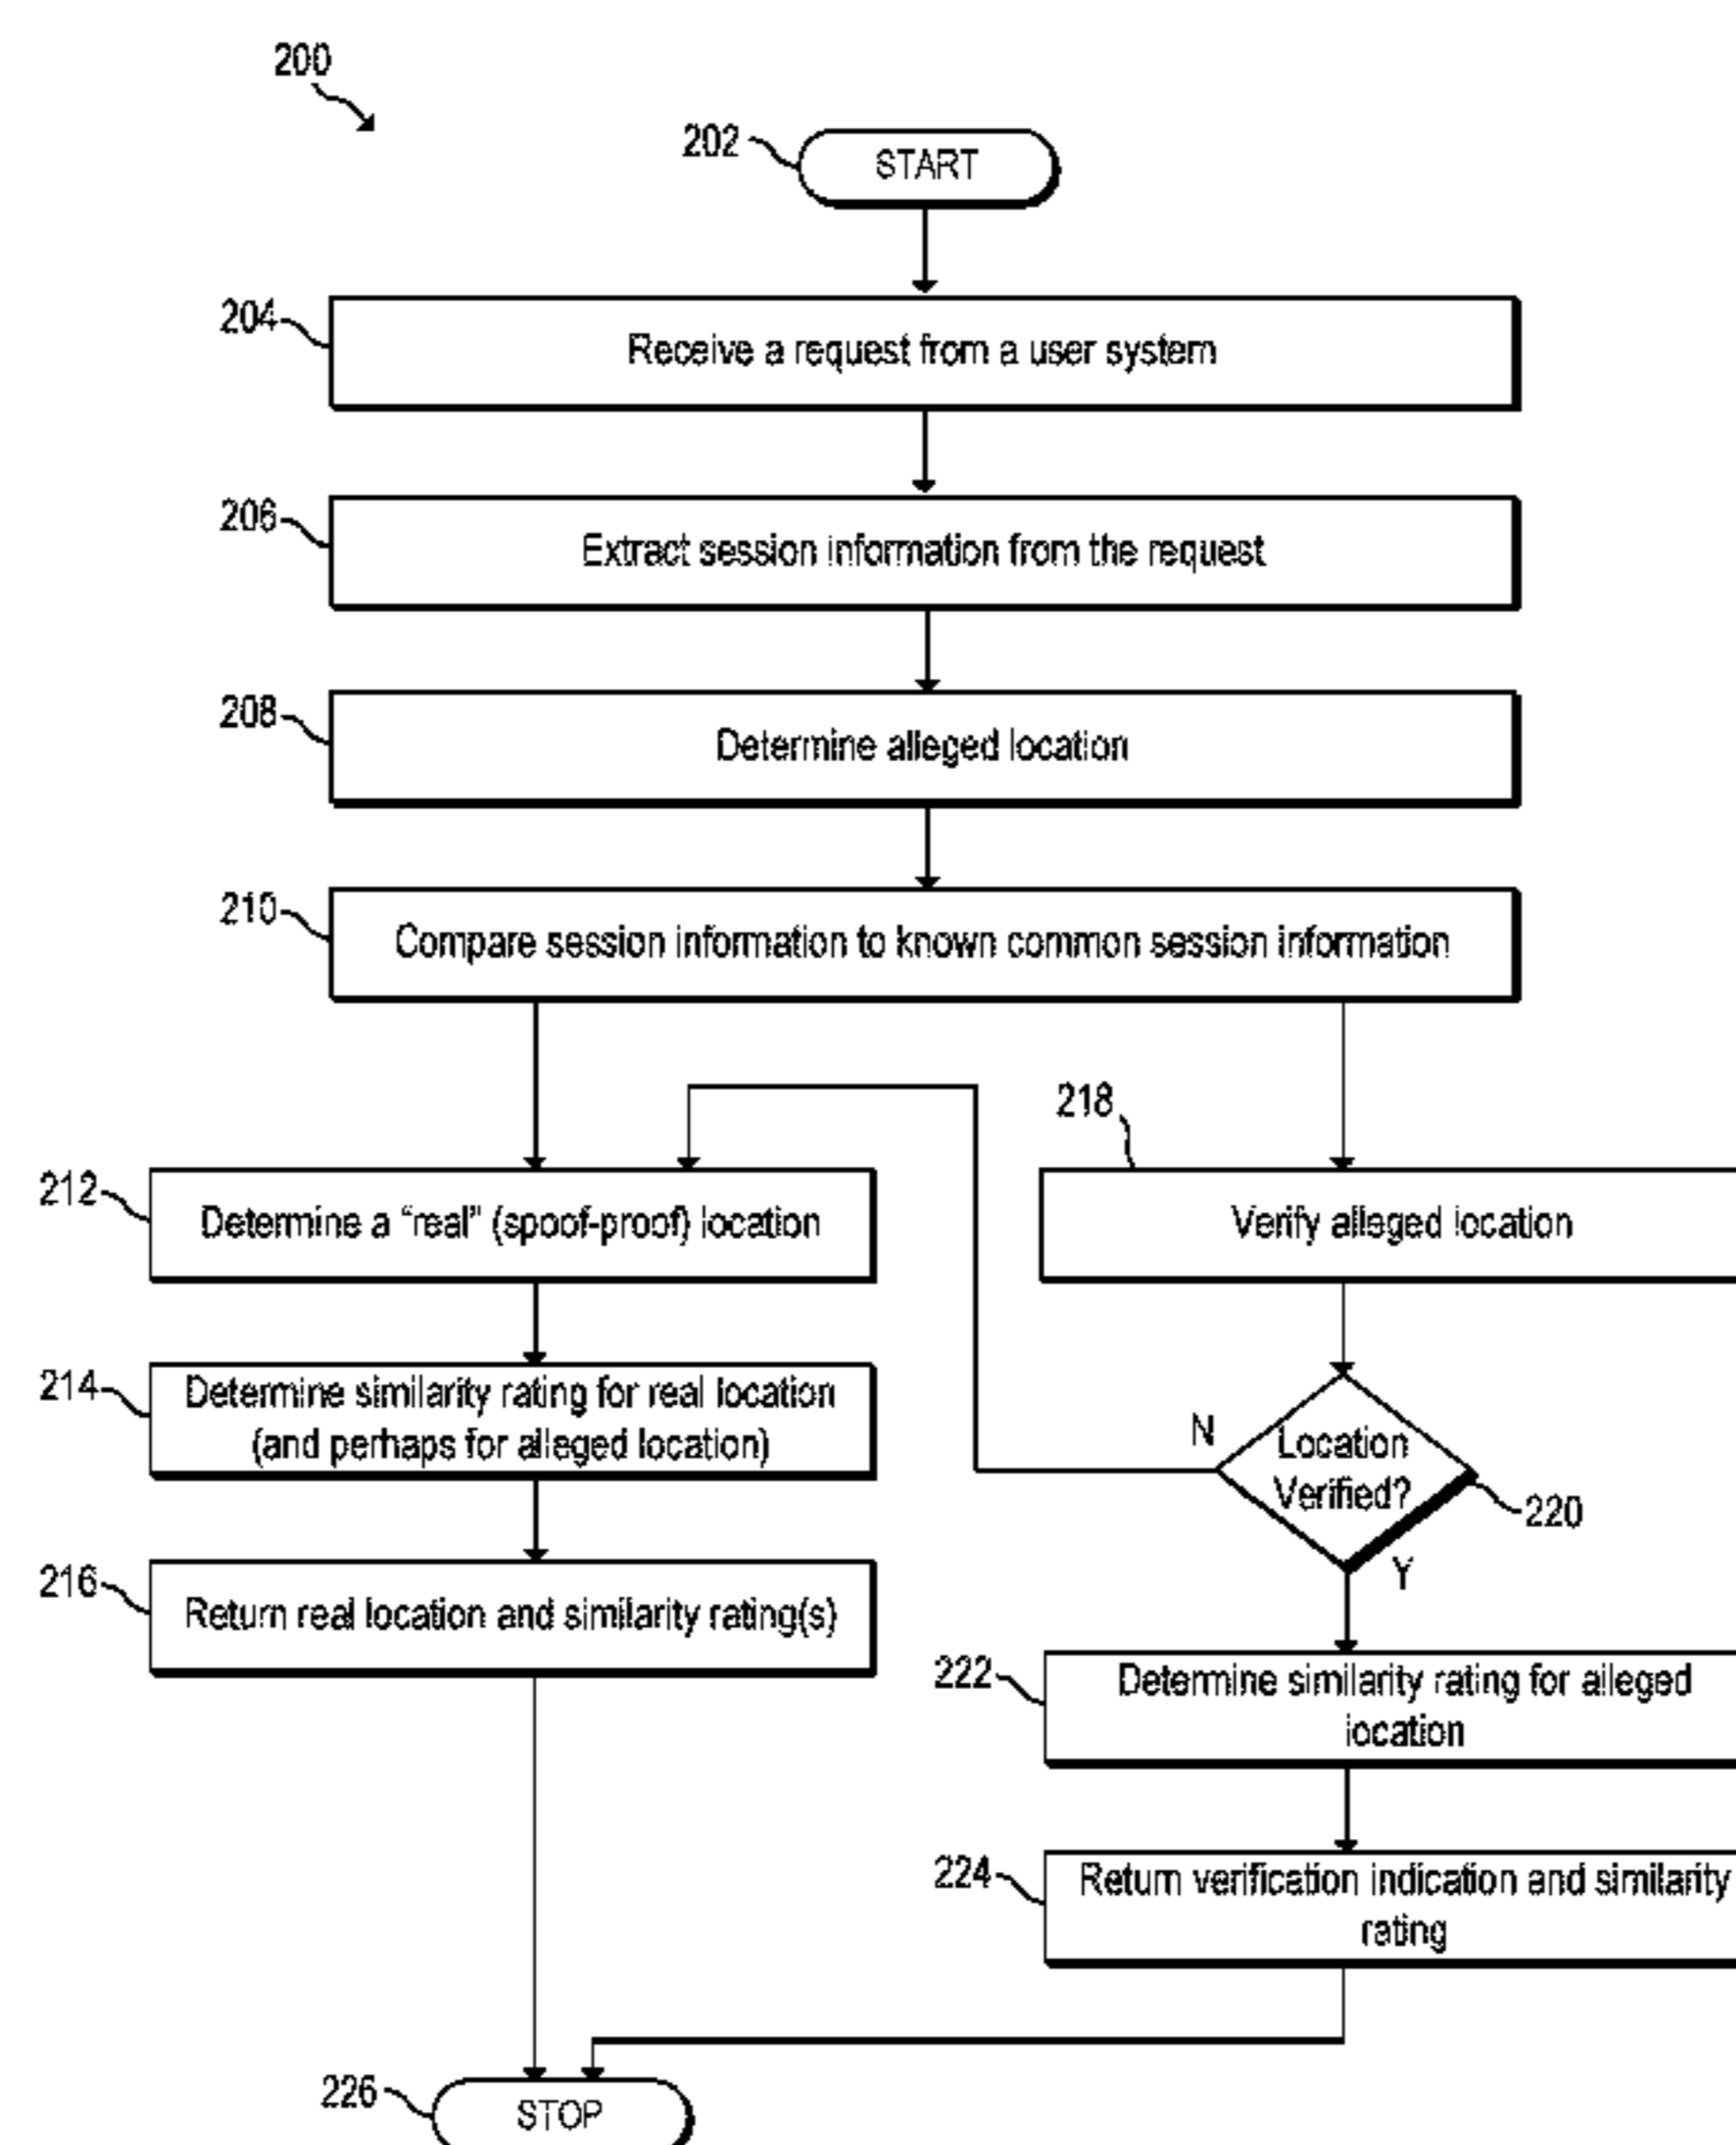 200
202
START
204
Receive a request from a user system
206
Extract session information from the request
208
Determine alleged location
210
Compare session information to known common session information
218
212
Determine a “real” (spoof-proof) location
Verify alleged location
214
Determine similarity rating for real location
(and perhaps for alleged location)
N
Location
Verified?
220
Y
216
Return real location and similarity rating(s)
222
Determine similarity rating for alleged
location
224
Return verification indication and similarity
rating
226
STOP